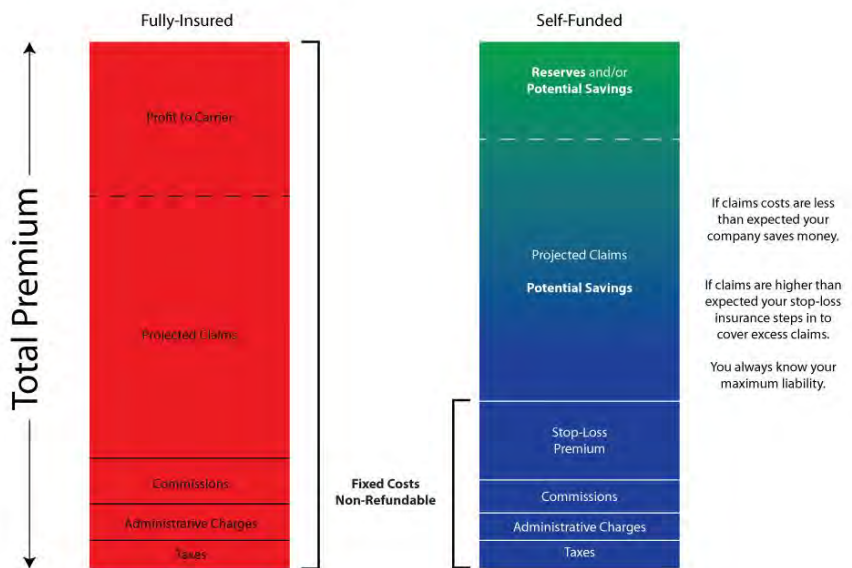 Fully-Insured
Self-Funded
Total Premium
Profit to Carrier
Projected Claims
Commissions
Administrative Charges
Taxes
Fixed Costs
Non-Refundable
Reserves and/or
Potential Savings
Projected Claims
Potential Savings
Stop-Loss
Premium
Commissions
Administrative Charges
Taxes
If claims costs are less
than expected your
company saves money.
If claims are higher than
expected your stop-loss
insurance steps in to
cover excess claims.
You always know your
maximum liability.